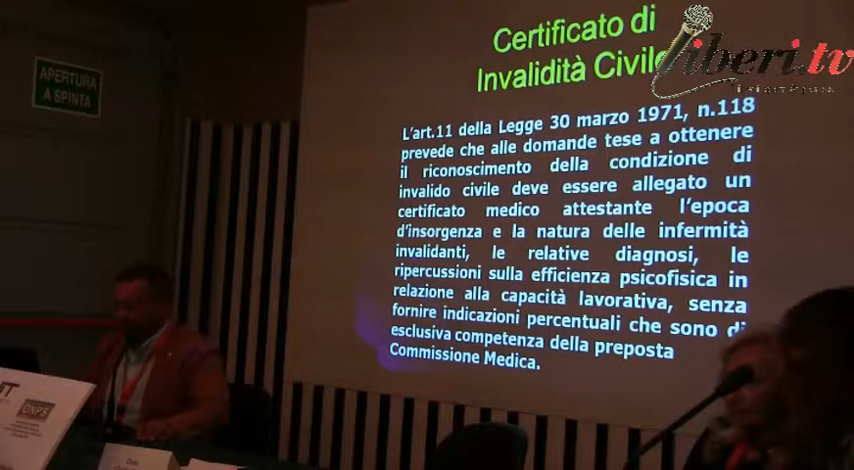 Certificato di
Invalidità Civile
liberi.tv
APERTURA
A SPINTA
L'art.11 della Legge 30 marzo 1971, n.118
prevede che alle domande tese a ottenere
il riconoscimento della condizione di
invalido civile deve essere allegato un
certificato medico attestante l'epoca
d'insorgenza e la natura delle infermità
invalidanti, le relative diagnosi, le
ripercussioni sulla efficienza psicofisica in
relazione alla capacità lavorativa, senza
fornire indicazioni percentuali che sono di
esclusiva competenza della preposta
Commissione Medica.